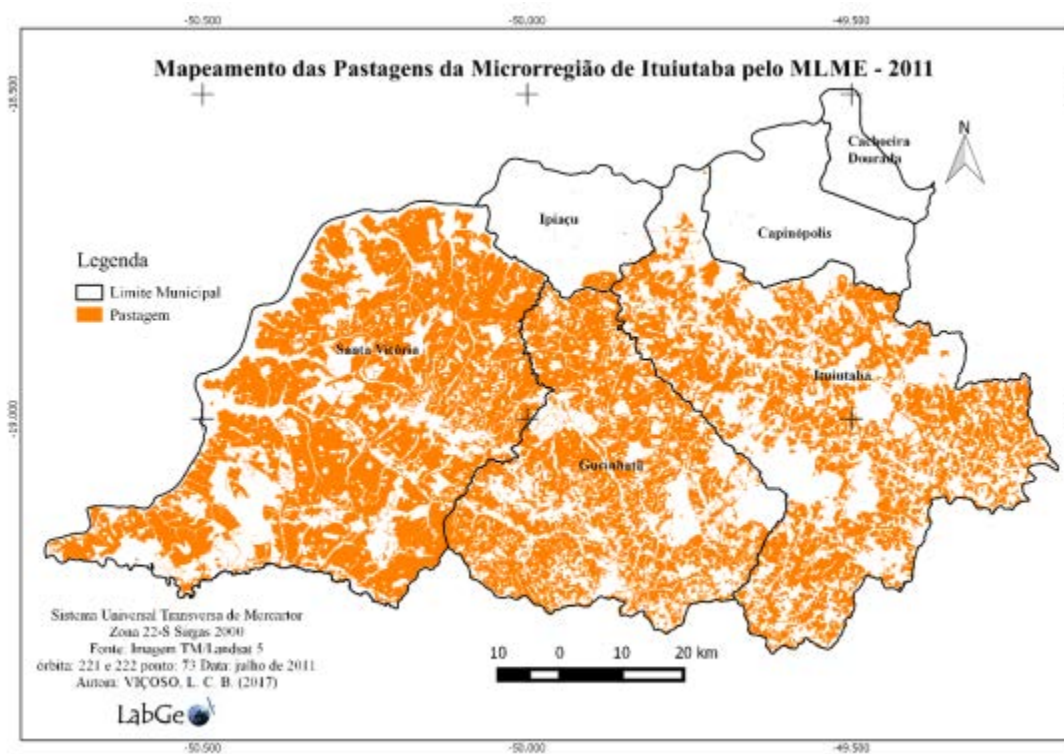 -50.500 -50.000 -49.500
Mapeamento das Pastagens da Microrregião de Ituiutaba pelo MLME - 2011
-18.500
N
Cachoeira
Dourada
Ipiaçu
Capinópolis
Legenda
Limite Municipal
Pastagem
Santa Vitória
Ituiutaba
-19.000
Gurinhatã
Sistema Universal Transversa de Mercartor
Zona 22-S Sirgas 2000
Fonte: Imagem TM/Landsat 5
órbita: 221 e 222 ponto: 73 Data: julho de 2011
Autora: VIÇOSO, L. C. B. (2017)
LabGe
10 0 10 20 km
-50.500 -50.000 -49.500